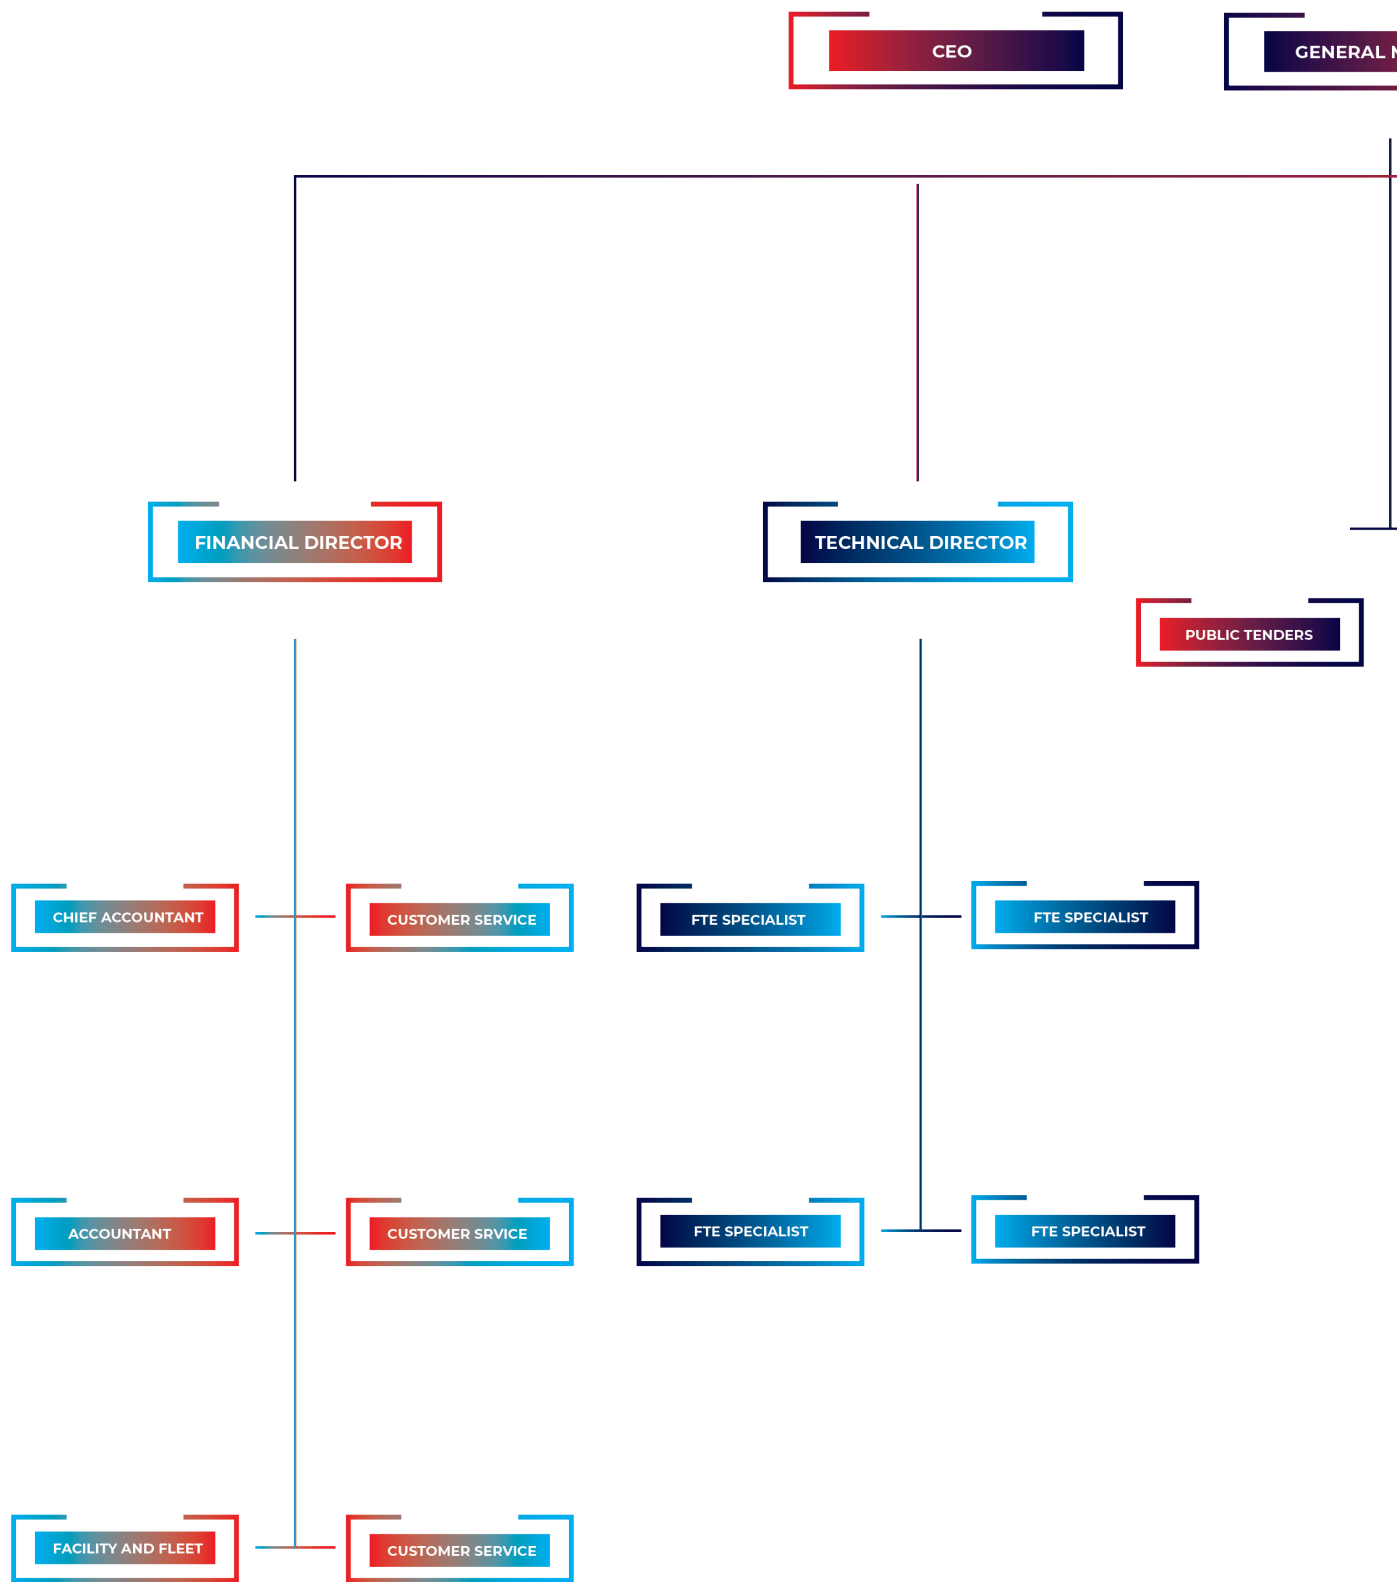 CEO
GENERAL
FINANCIAL DIRECTOR
TECHNICAL DIRECTOR
PUBLIC TENDERS
CHIEF ACCOUNTANT
CUSTOMER SERVICE
FTE SPECIALIST
FTE SPECIALIST
ACCOUNTANT
CUSTOMER SRVICE
FTE SPECIALIST
FTE SPECIALIST
FACILITY AND FLEET
CUSTOMER SERVICE